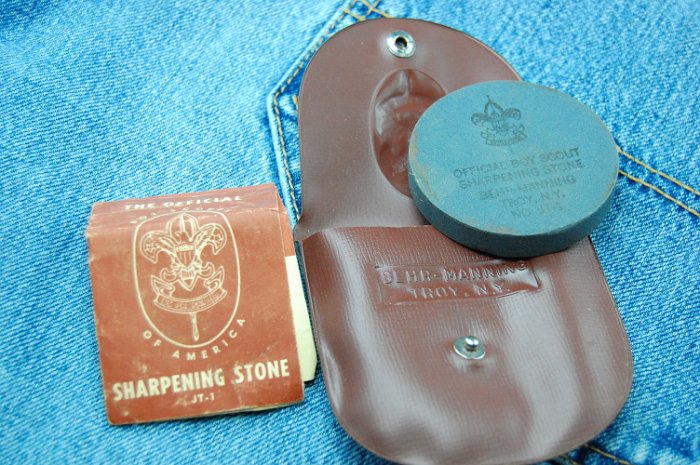 THE OFFICIAL
OF AMERICA
SHARPENING STONE
JT-1
OFFICIAL BOY SCOUT
SHARPENING STONE
BEHR-MANNING
TROY, N.Y.
BEHR-MANNING
TROY, N.Y.